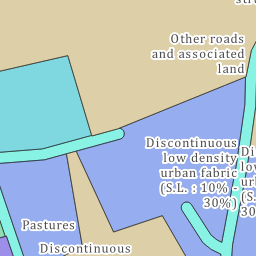 Other roads
and associated
land
Discontinuous
low density
urban fabric
(S.L. : 10% -
30%)
Pastures
Discontinuous